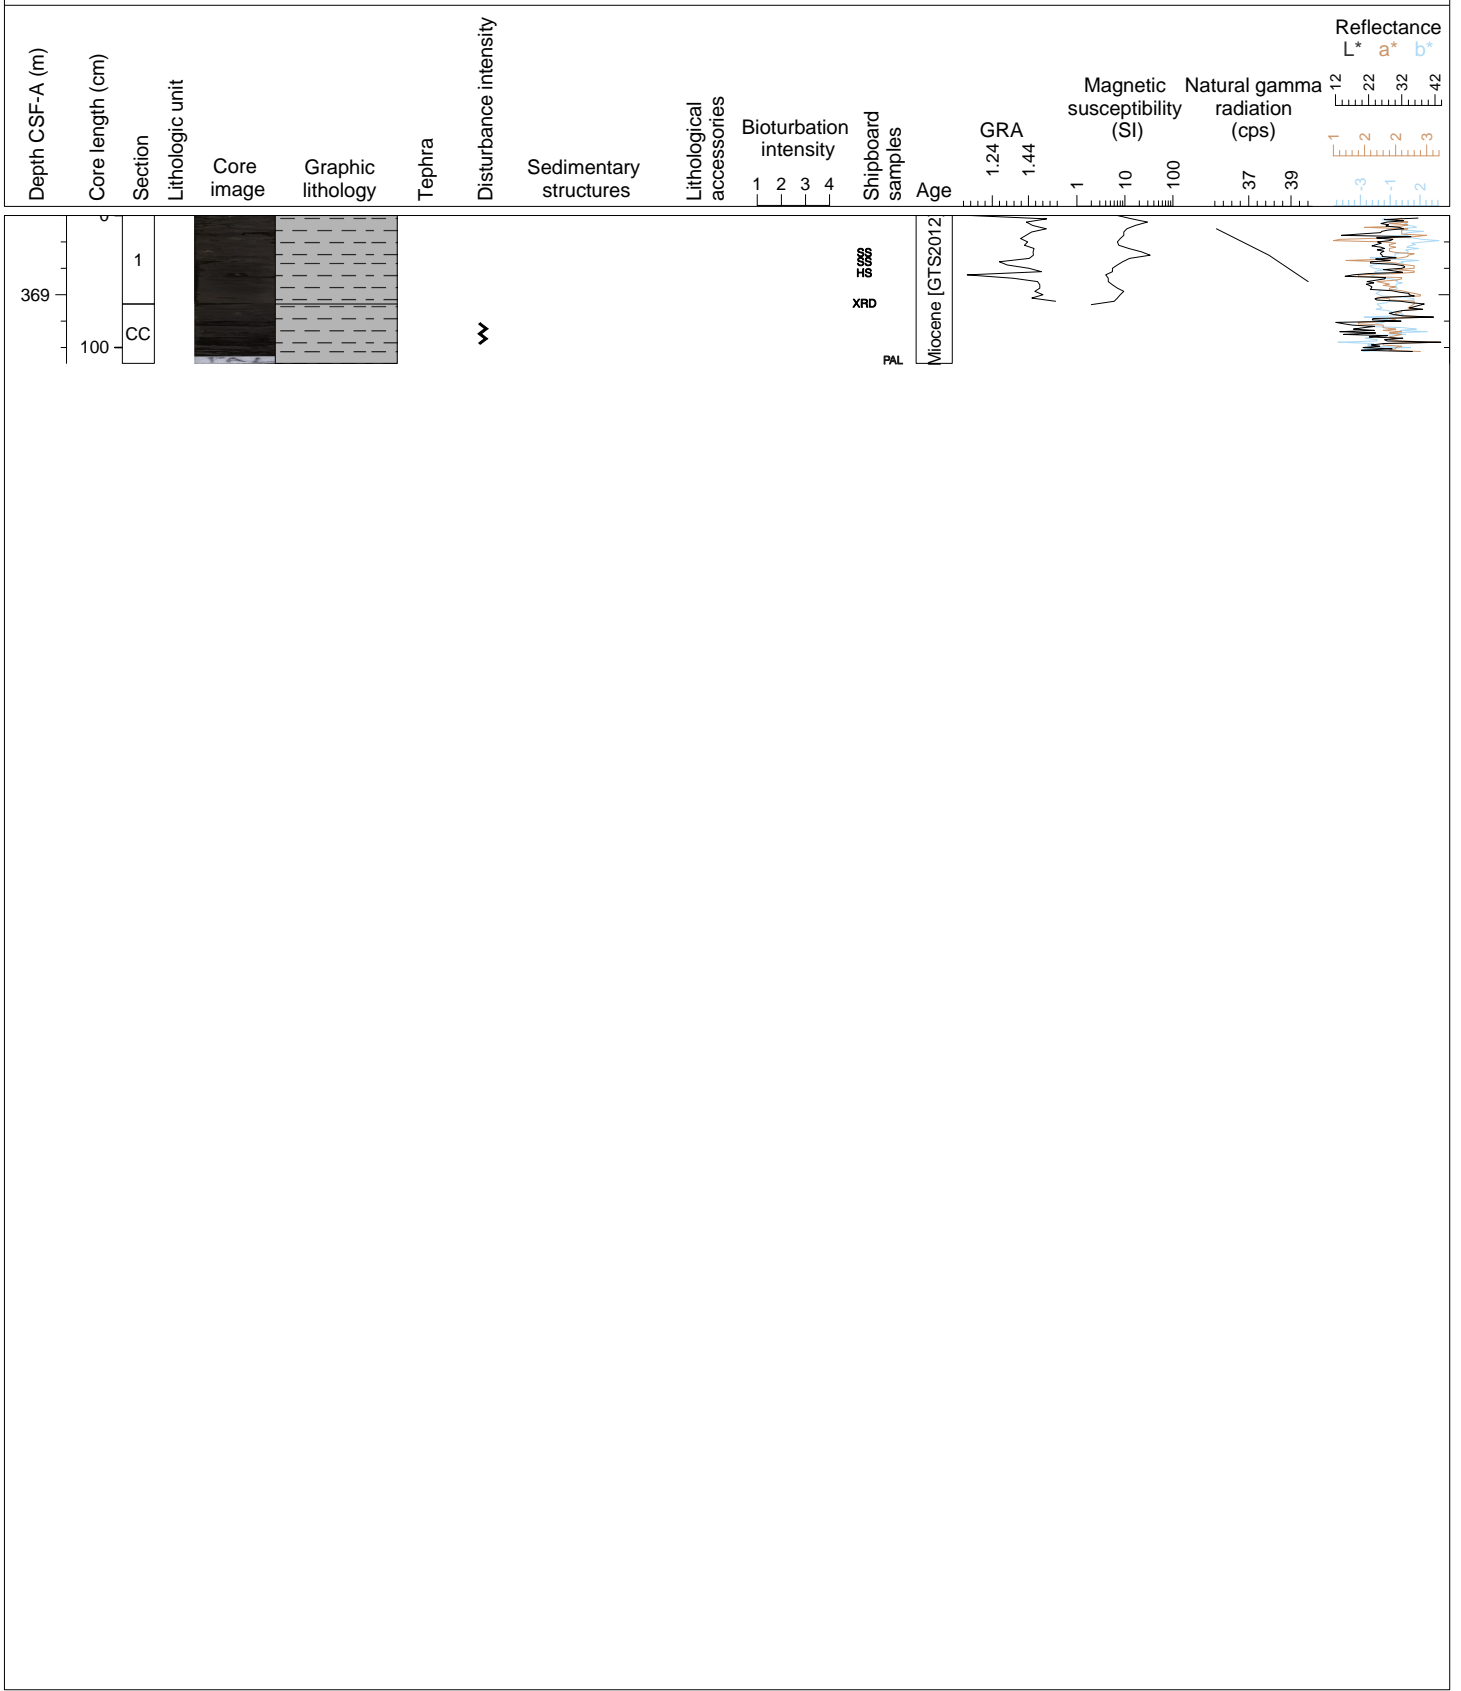 Depth CSF-A (m)
Core length (cm)
Section
Lithologic unit
Core
image
Graphic
lithology
Tephra
Disturbance intensity
Sedimentary
structures
Lithological
accessories
Bioturbation
intensity
1 2 3 4
Shipboard
samples
Age
GRA
1.24 1.44
Magnetic
susceptibility
(SI)
1 10 100
Natural gamma
radiation
(cps)
37 39
Reflectance
L* a* b*
12 22 32 42
1 2 2 3
-3 -1 2
0
1
369
CC
100
SS
SS
SS
HS
XRD
PAL
Miocene [GTS2012